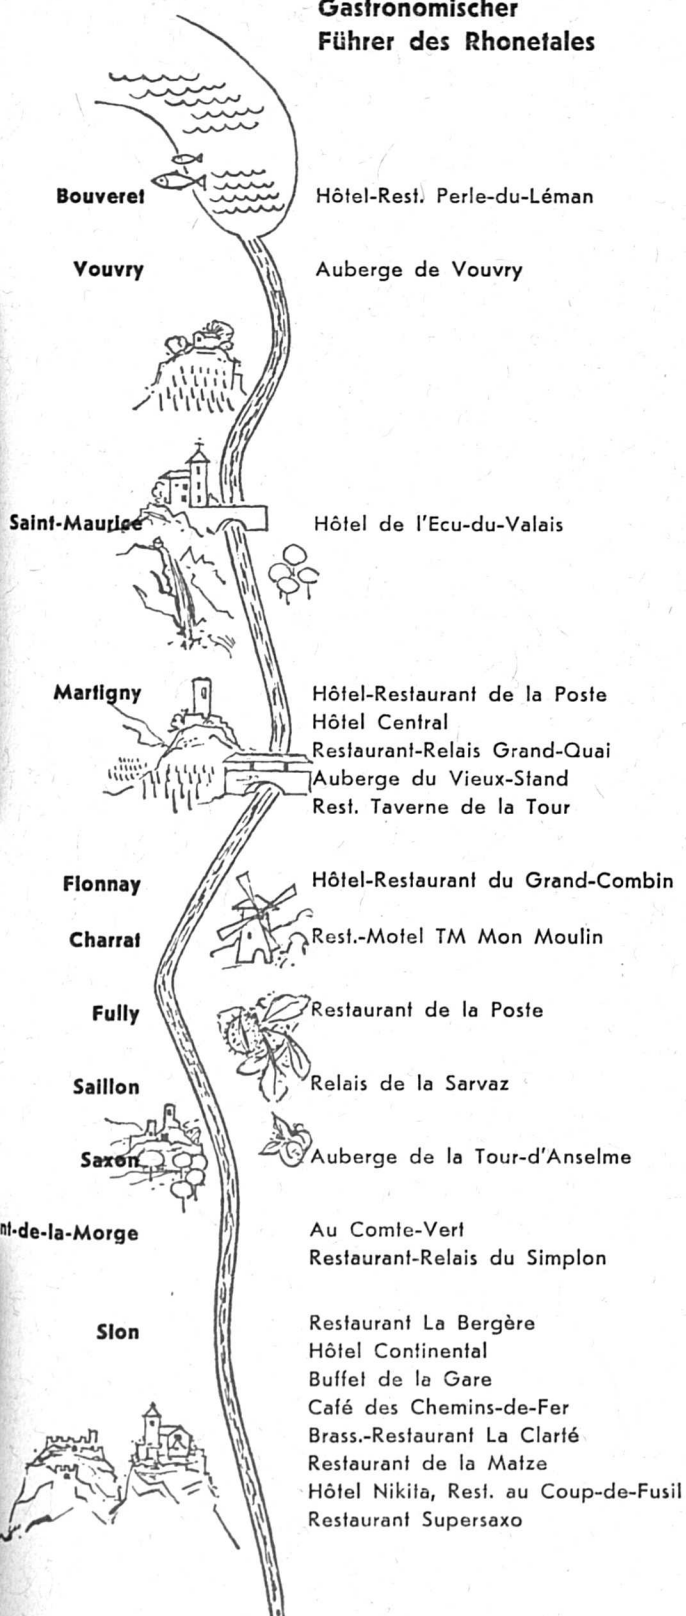 Gastronomischer
Führer des Rhonetales
Bouveret Hôtel-Rest. Perle-du-Léman
Vouvry Auberge de Vouvry
Saint-Maurice Hôtel de l'Ecu-du-Valais
Martigny Hôtel-Restaurant de la Poste
Hôtel Central
Restaurant-Relais Grand-Quai
Auberge du Vieux-Stand
Rest. Taverne de la Tour
Fionnay Hôtel-Restaurant du Grand-Combin
Charrat Rest.-Motel TM Mon Moulin
Fully Restaurant de la Poste
Saillon Relais de la Sarvaz
Saxon Auberge de la Tour-d'Anselme
nt-de-la-Morge Au Comte-Vert
Restaurant-Relais du Simplon
Sion Restaurant La Bergère
Hôtel Continental
Buffet de la Gare
Café des Chemins-de-Fer
Brass.-Restaurant La Clarté
Restaurant de la Matze
Hôtel Nikita, Rest. au Coup-de-Fusil
Restaurant Supersaxo